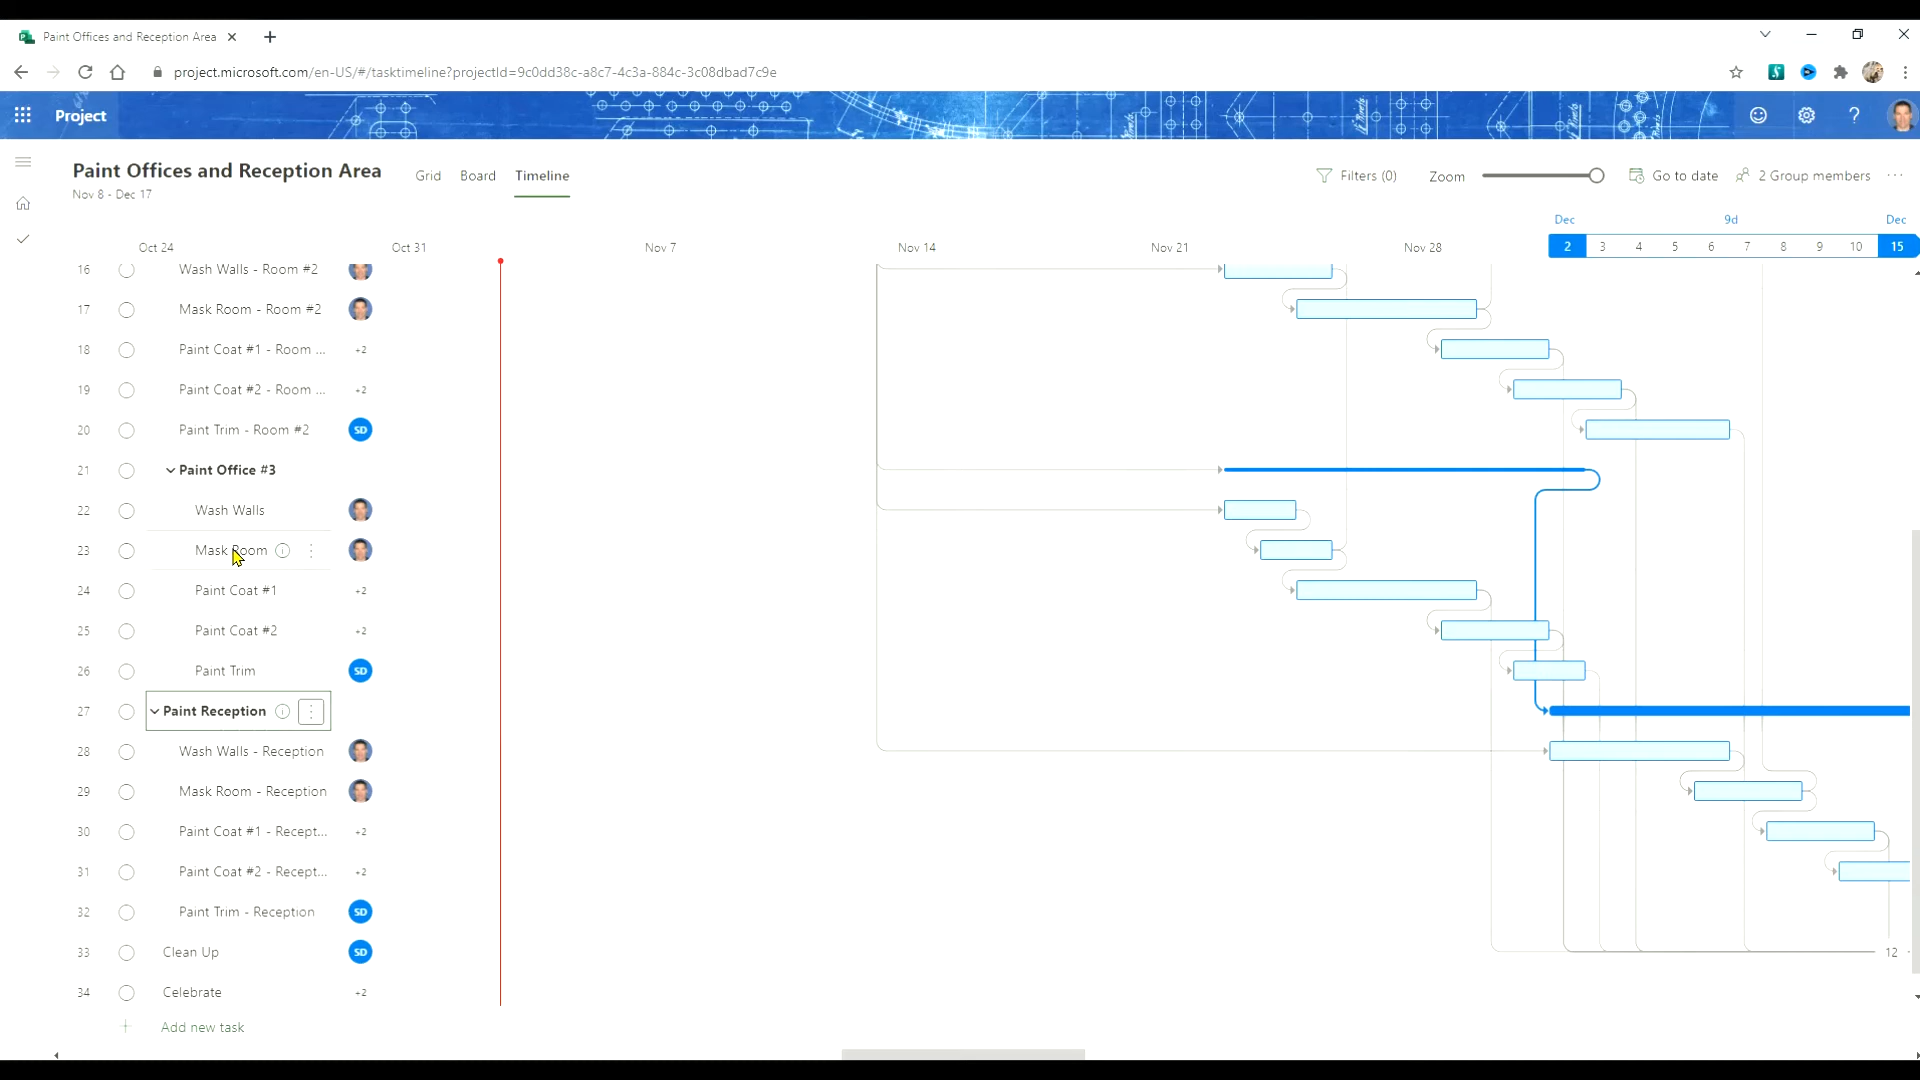 Paint Offices and Reception Area
project.microsoft.com/en-US/#/tasktimeline?projectId=9c0dd38c-a8c7-4c3a-884c-3c08dbad7c9e
Project
Paint Offices and Reception Area
Nov 8 - Dec 17
Grid
Board
Timeline
Filters (0)
Zoom
Go to date
2 Group members
Dec 9d Dec
Oct 24 Oct 31 Nov 7 Nov 14 Nov 21 Nov 28 2 3 4 5 6 7 8 9 10 15
16 Wash Walls - Room #2
17 Mask Room - Room #2
18 Paint Coat #1 - Room ... +2
19 Paint Coat #2 - Room ... +2
20 Paint Trim - Room #2 SD
21 Paint Office #3
22 Wash Walls
23 Mask Room
24 Paint Coat #1 +2
25 Paint Coat #2 +2
26 Paint Trim SD
27 Paint Reception
28 Wash Walls - Reception
29 Mask Room - Reception
30 Paint Coat #1 - Recept... +2
31 Paint Coat #2 - Recept... +2
32 Paint Trim - Reception SD
33 Clean Up SD 12
34 Celebrate +2
Add new task